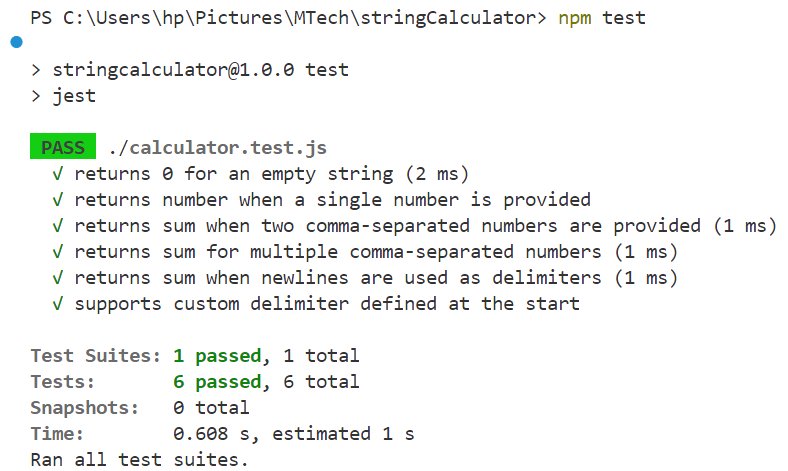 PS C:\Users\hp\Pictures\MTech\stringCalculator> npm test
> stringcalculator@1.0.0 test
> jest
PASS ./calculator.test.js
√ returns 0 for an empty string (2 ms)
√ returns number when a single number is provided
√ returns sum when two comma-separated numbers are provided (1 ms)
√ returns sum for multiple comma-separated numbers (1 ms)
√ returns sum when newlines are used as delimiters (1 ms)
√ supports custom delimiter defined at the start
Test Suites: 1 passed, 1 total
Tests: 6 passed, 6 total
Snapshots: 0 total
Time: 0.608 s, estimated 1 s
Ran all test suites.